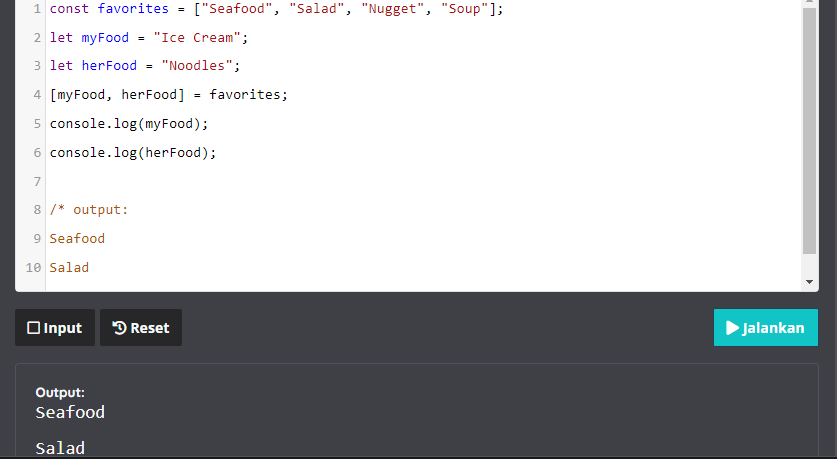 1 const favorites = ["Seafood", "Salad", "Nugget", "Soup"];
2 let myFood = "Ice Cream";
3 let herFood = "Noodles";
4 [myFood, herFood] = favorites;
5 console.log(myFood);
6 console.log(herFood);
7
8 /* output:
9 Seafood
10 Salad
Input Reset Jalankan
Output:
Seafood
Salad